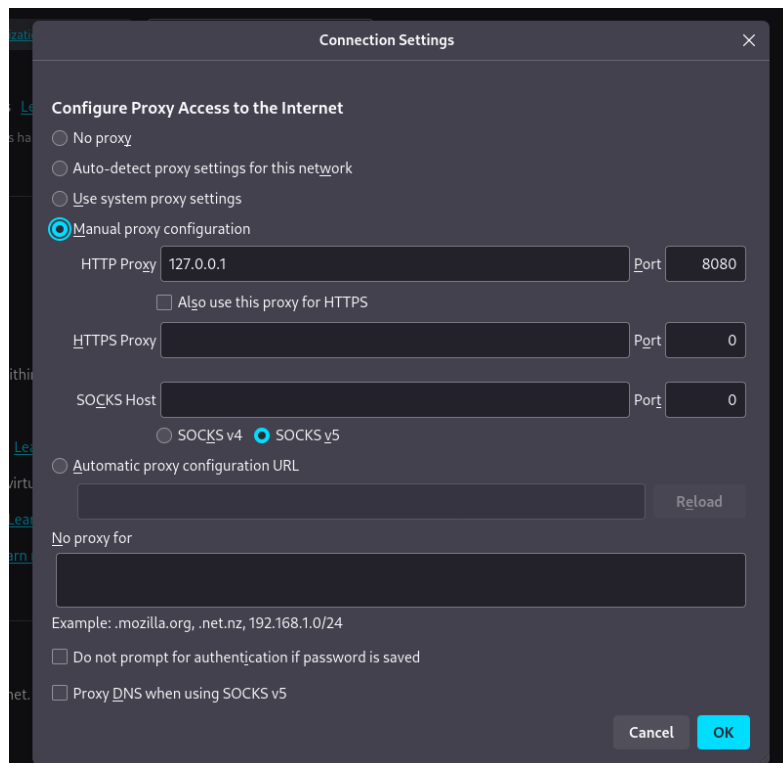 Connection Settings
Configure Proxy Access to the Internet
No proxy
Auto-detect proxy settings for this network
Use system proxy settings
Manual proxy configuration
HTTP Proxy 127.0.0.1 Port 8080
Also use this proxy for HTTPS
HTTPS Proxy Port 0
SOCKS Host Port 0
SOCKS v4 SOCKS v5
Automatic proxy configuration URL
Reload
No proxy for
Example: .mozilla.org, .net.nz, 192.168.1.0/24
Do not prompt for authentication if password is saved
Proxy DNS when using SOCKS v5
Cancel OK